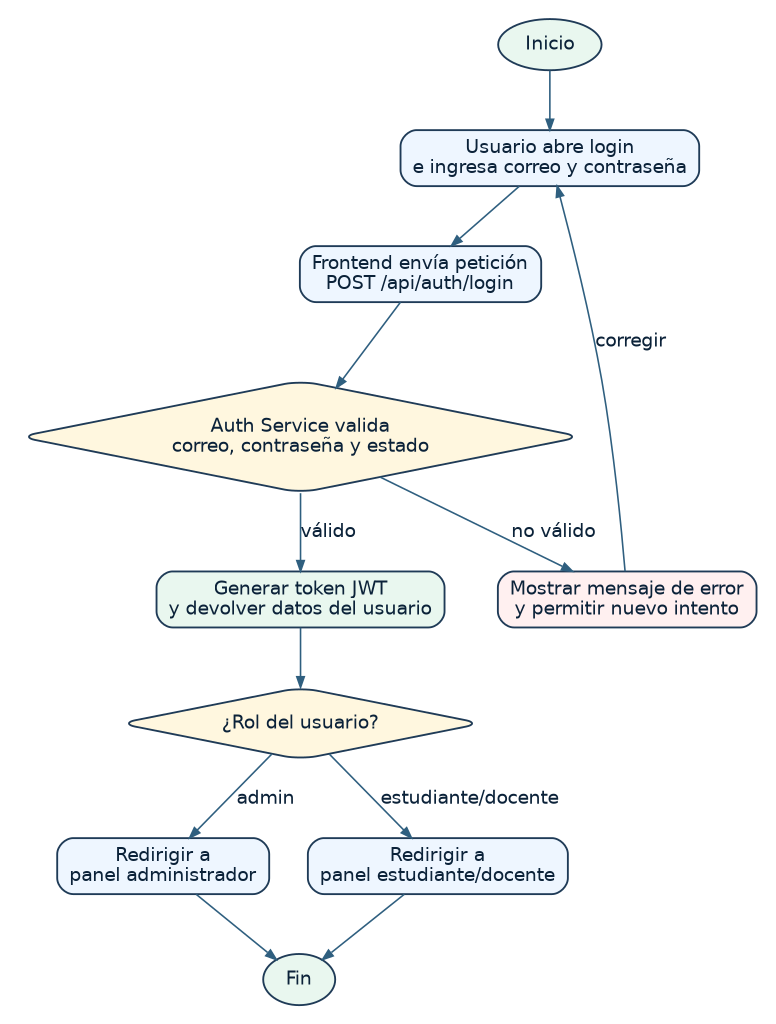 Inicio
Usuario abre login
e ingresa correo y contraseña
Frontend envía petición
POST /api/auth/login
corregir
Auth Service valida
correo, contraseña y estado
válido
no válido
Generar token JWT
y devolver datos del usuario
Mostrar mensaje de error
y permitir nuevo intento
¿Rol del usuario?
admin
estudiante/docente
Redirigir a
panel administrador
Redirigir a
panel estudiante/docente
Fin